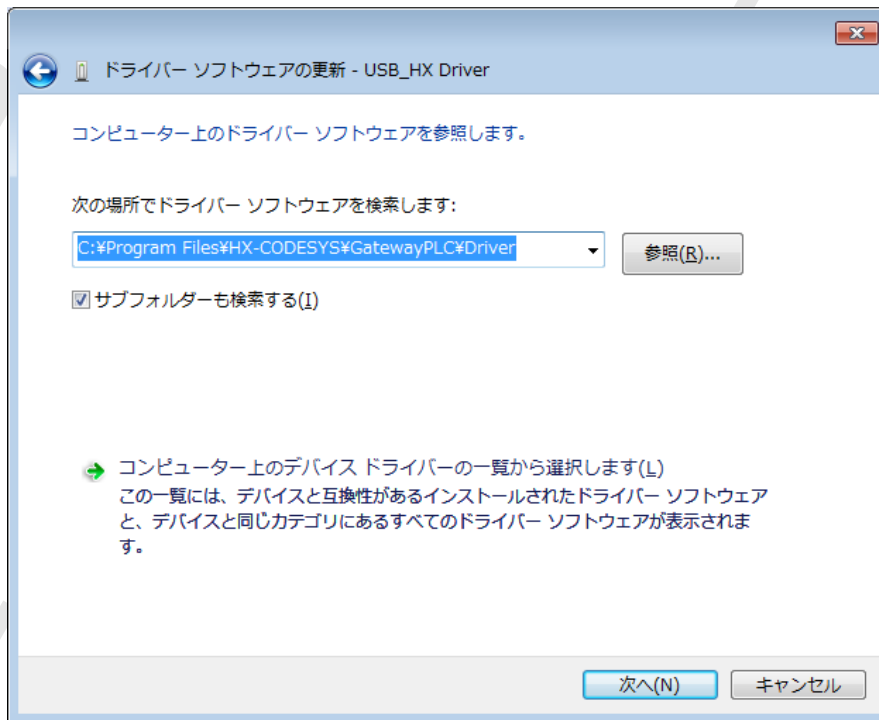 ドライバー ソフトウェアの更新 - USB_HX Driver
コンピューター上のドライバー ソフトウェアを参照します。
次の場所でドライバー ソフトウェアを検索します:
C:¥Program Files¥HX-CODESYS¥GatewayPLC¥Driver
参照(R)...
サブフォルダーも検索する(I)
コンピューター上のデバイス ドライバーの一覧から選択します(L)
この一覧には、デバイスと互換性があるインストールされたドライバー ソフトウェア
と、デバイスと同じカテゴリにあるすべてのドライバー ソフトウェアが表示されま
す。
次へ(N)
キャンセル